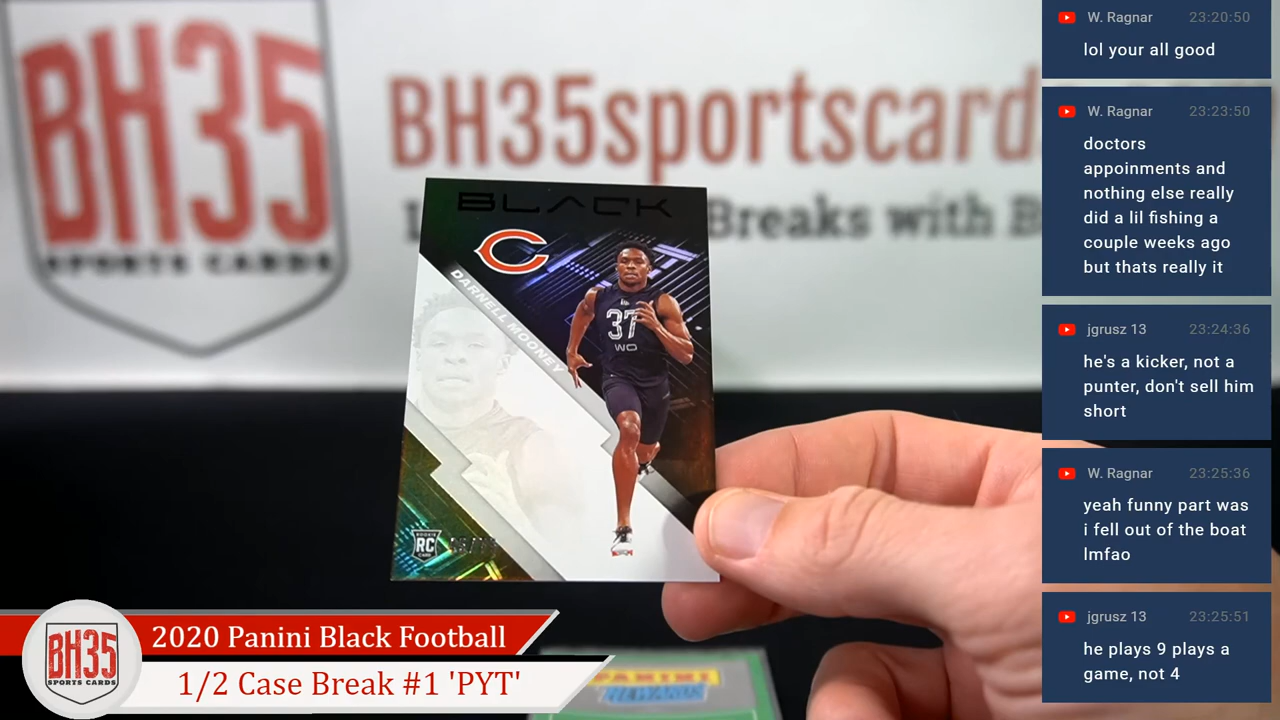 BH35
SPORTS CARDS
BH35sportscard
Breaks with B
BLACK
DARNELL MOONEY
37
WO
ROOKIE
RC
CARD
PANINI
REWARDS
BH35
SPORTS CARDS
2020 Panini Black Football
1/2 Case Break #1 'PYT'
W. Ragnar 23:20:50
lol your all good
W. Ragnar 23:23:50
doctors
appoinments and
nothing else really
did a lil fishing a
couple weeks ago
but thats really it
jgrusz 13 23:24:36
he's a kicker, not a
punter, don't sell him
short
W. Ragnar 23:25:36
yeah funny part was
i fell out of the boat
lmfao
jgrusz 13 23:25:51
he plays 9 plays a
game, not 4